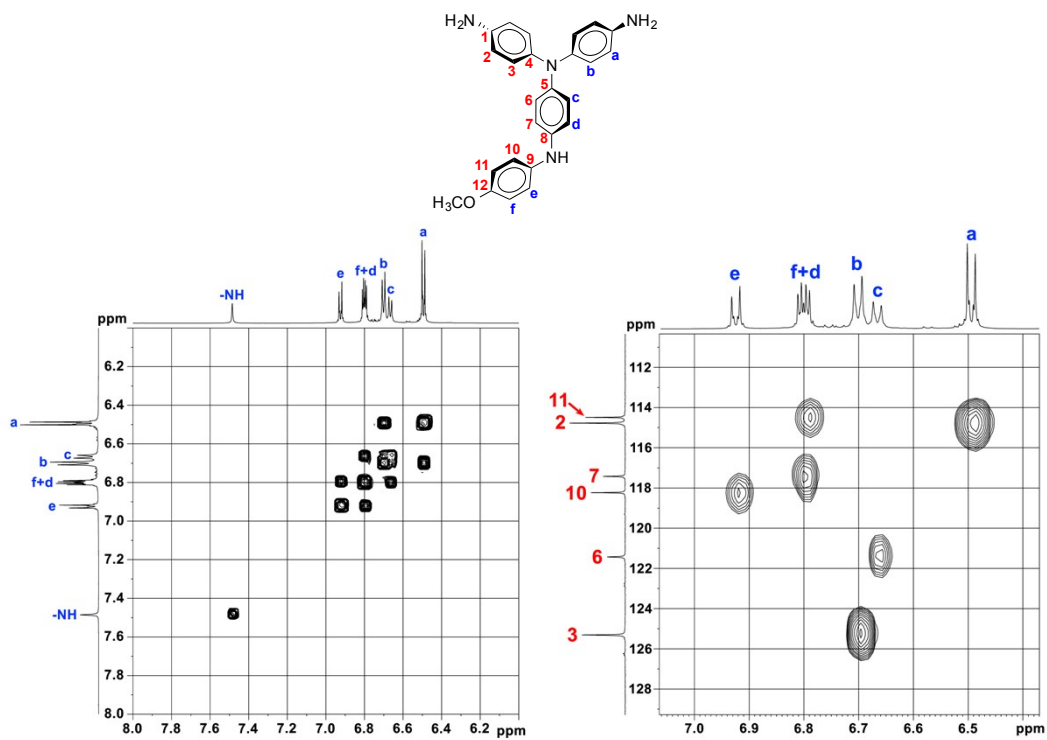 H₂N NH₂
1 a
2 4 N b
3
5
6 c
7 d
8
10 9 NH
11
12 e
H₃CO f
a
b
e f+d c
-NH
ppm
6.2
6.4
a
6.6
c
b
6.8
f+d
e
7.0
7.2
7.4
-NH
7.6
7.8
8.0
8.0 7.8 7.6 7.4 7.2 7.0 6.8 6.6 6.4 6.2 ppm
a
e f+d b
c
ppm
112
11
114
2
116
7
118
10
120
6
122
124
3
126
128
7.0 6.9 6.8 6.7 6.6 6.5 ppm